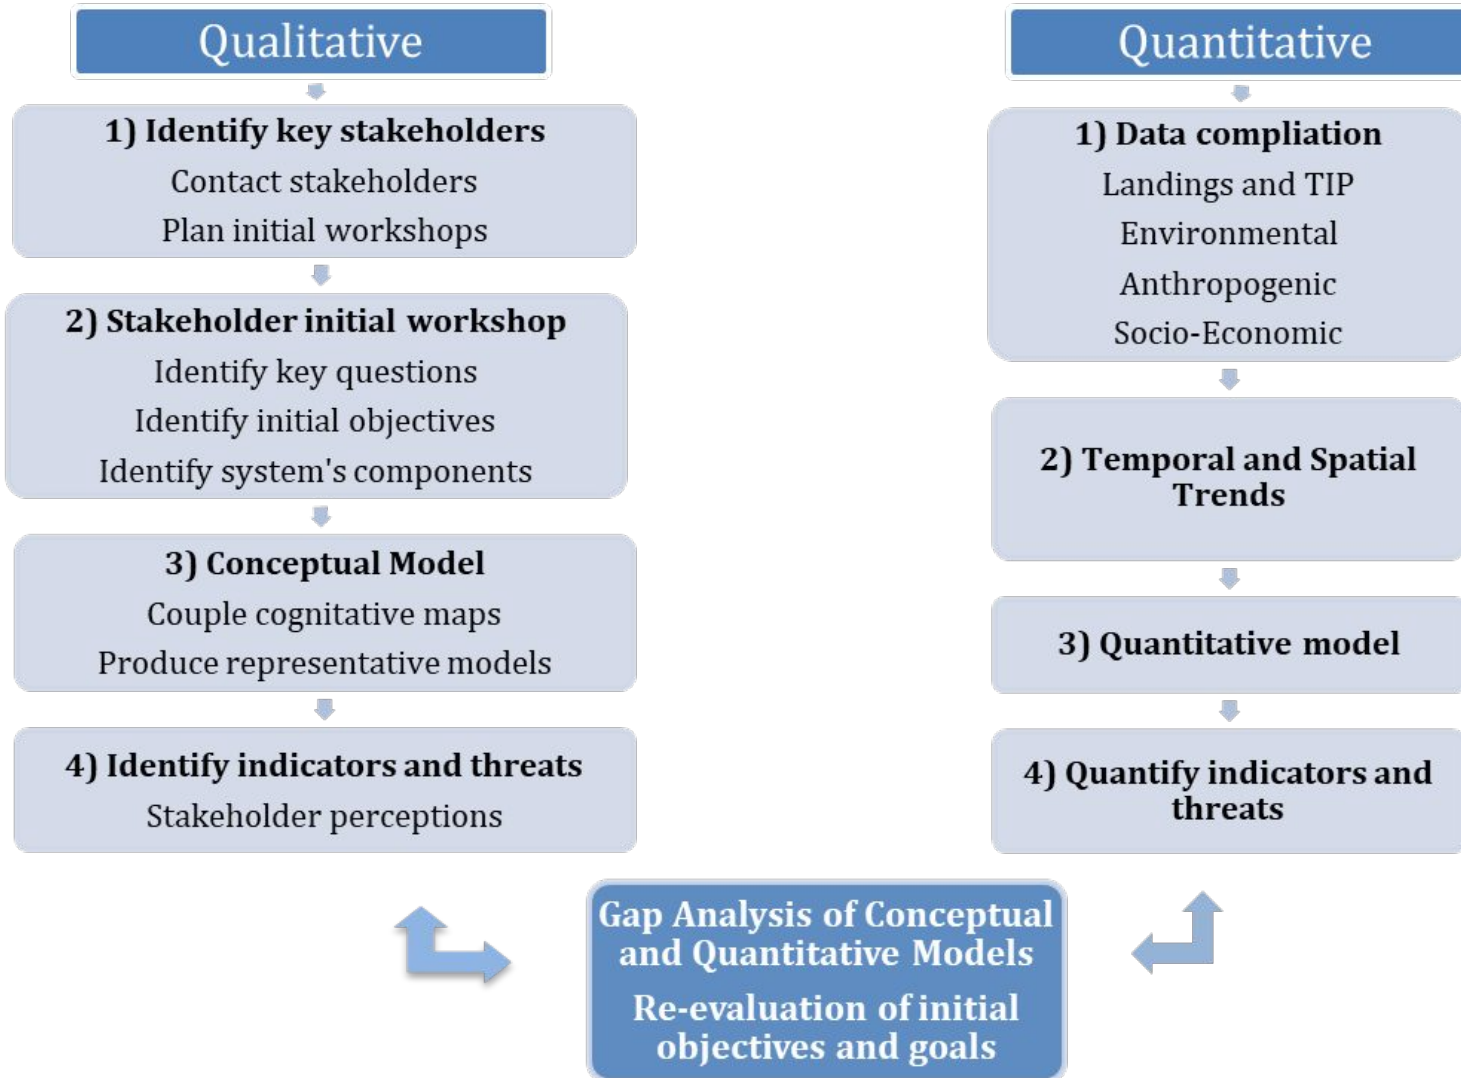 Qualitative
1) Identify key stakeholders
Contact stakeholders
Plan initial workshops
2) Stakeholder initial workshop
Identify key questions
Identify initial objectives
Identify system's components
3) Conceptual Model
Couple cognitative maps
Produce representative models
4) Identify indicators and threats
Stakeholder perceptions
Quantitative
1) Data compliation
Landings and TIP
Environmental
Anthropogenic
Socio-Economic
2) Temporal and Spatial
Trends
3) Quantitative model
4) Quantify indicators and
threats
Gap Analysis of Conceptual
and Quantitative Models
Re-evaluation of initial
objectives and goals